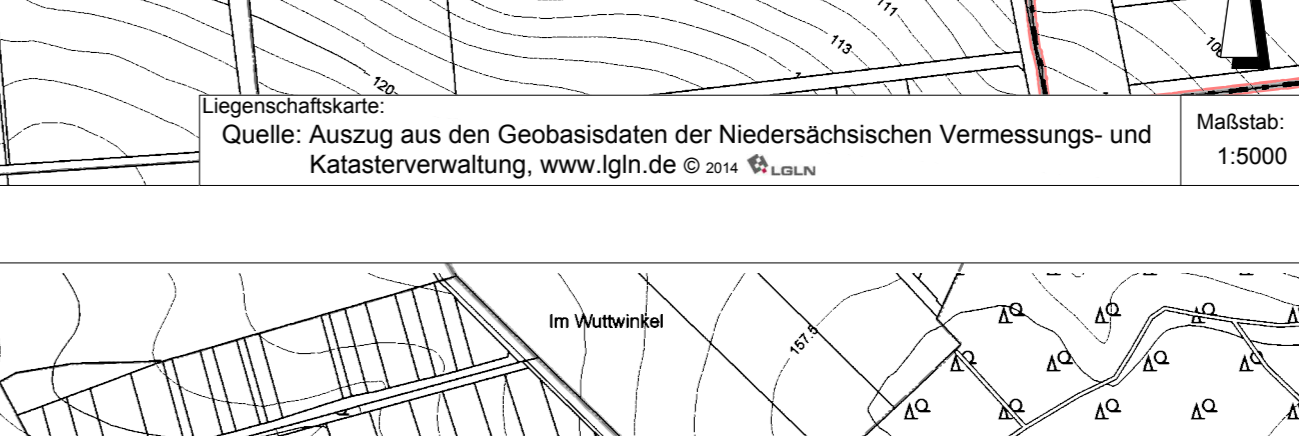 111
113
120
Liegenschaftskarte:
Quelle: Auszug aus den Geobasisdaten der Niedersächsischen Vermessungs- und
Katasterverwaltung, www.lgln.de © 2014 LGLN
Maßstab:
1:5000
Im Wuttwinkel
157.5